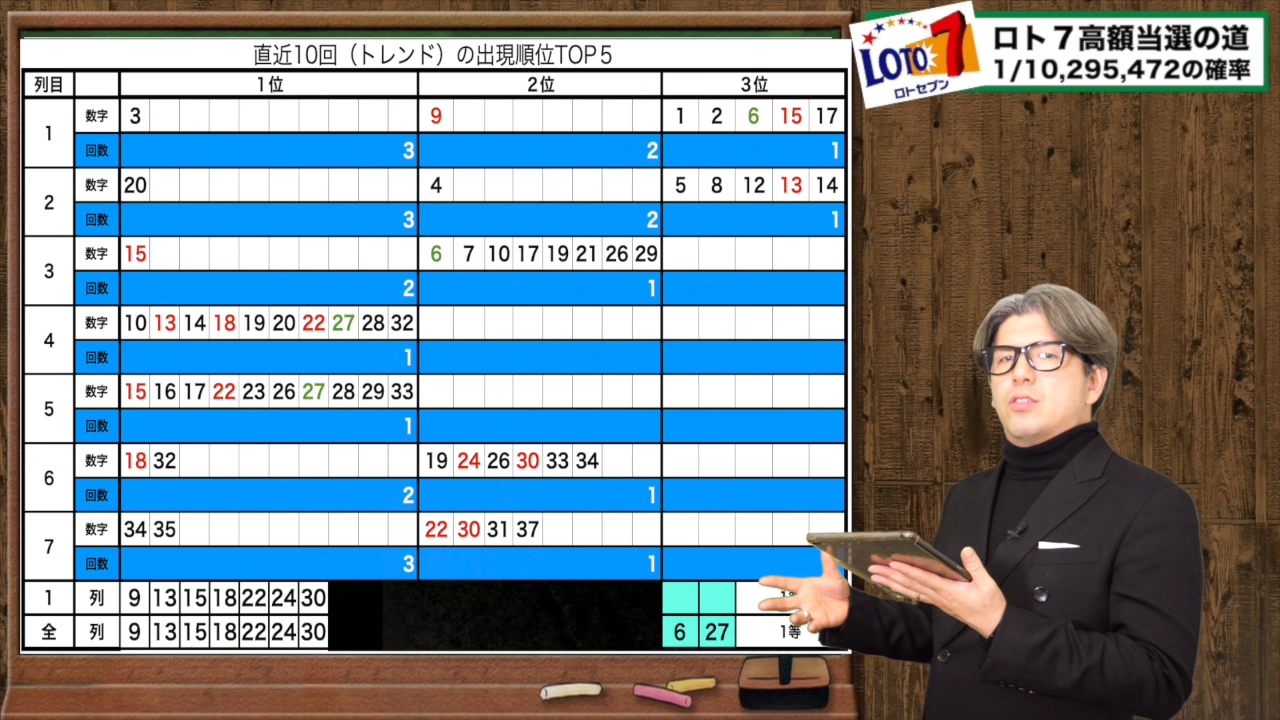 直近10回（トレンド）の出現順位TOP5
列目 1位 2位 3位
1 数字 3 9 1 2 6 15 17
回数 3 2 1
2 数字 20 4 5 8 12 13 14
回数 3 2 1
3 数字 15 6 7 10 17 19 21 26 29
回数 2 1
4 数字 10 13 14 18 19 20 22 27 28 32
回数 1
5 数字 15 16 17 22 23 26 27 28 29 33
回数 1
6 数字 18 32 19 24 26 30 33 34
回数 2 1
7 数字 34 35 22 30 31 37
回数 3 1
1 列 9 13 15 18 22 24 30
全 列 9 13 15 18 22 24 30 6 27 1等
LOTO7
ロトセブン
ロト7高額当選の道
1/10,295,472の確率